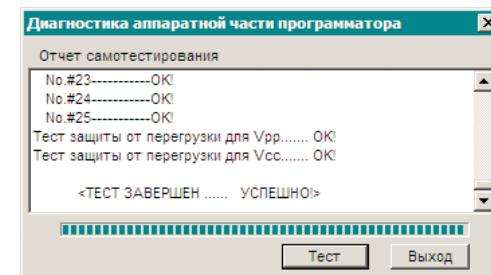 Диагностика аппаратной части программатора
Отчет самотестирования
No.#23-----------OK!
No.#24-----------OK!
No.#25-----------OK!
Тест защиты от перегрузки для Vpp....... OK!
Тест защиты от перегрузки для Vcc....... OK!
<ТЕСТ ЗАВЕРШЕН ...... УСПЕШНО!>
Тест Выход